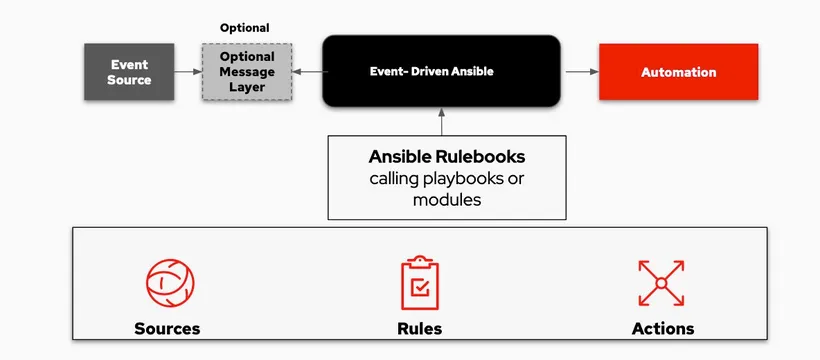 Optional
Event
Source
Optional
Message
Layer
Event- Driven Ansible
Automation
Ansible Rulebooks
calling playbooks or
modules
Sources
Rules
Actions